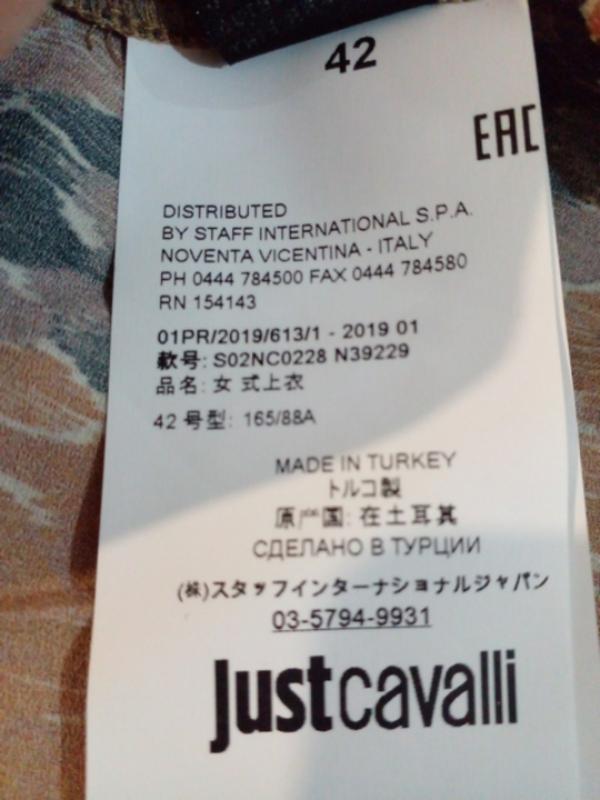 42
EAC
DISTRIBUTED
BY STAFF INTERNATIONAL S.P.A.
NOVENTA VICENTINA - ITALY
PH 0444 784500 FAX 0444 784580
RN 154143
01PR/2019/613/1 - 2019 01
款号: S02NC0228 N39229
品名: 女 式上衣
42 号型: 165/88A
MADE IN TURKEY
トルコ製
原产国: 在土耳其
СДЕЛАНО В ТУРЦИИ
(株)スタッフインターナショナルジャパン
03-5794-9931
Justcavalli